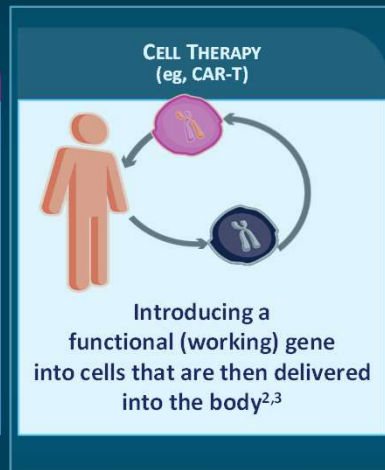 CELL THERAPY
(eg, CAR-T)
Introducing a
functional (working) gene
into cells that are then delivered
into the body2,3